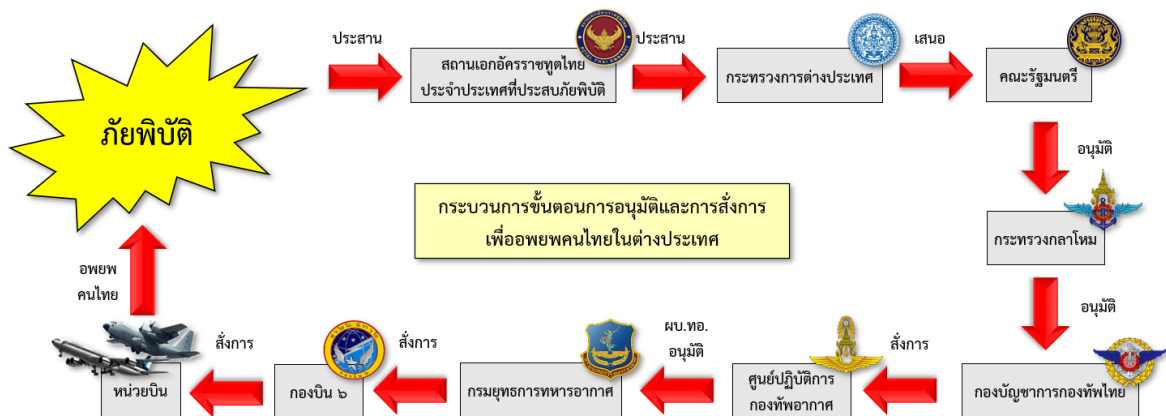 ภัยพิบัติ
ประสาน
สถานเอกอัครราชทูตไทย
ประจำประเทศที่ประสบภัยพิบัติ
ประสาน
กระทรวงการต่างประเทศ
เสนอ
คณะรัฐมนตรี
อนุมัติ
กระทรวงกลาโหม
อนุมัติ
กองบัญชาการกองทัพไทย
สั่งการ
ศูนย์ปฏิบัติการ
กองทัพอากาศ
ผบ.ทอ.
อนุมัติ
กรมยุทธการทหารอากาศ
สั่งการ
กองบิน ๖
สั่งการ
หน่วยบิน
อพยพ
คนไทย
กระบวนการขั้นตอนการอนุมัติและการสั่งการ
เพื่ออพยพคนไทยในต่างประเทศ